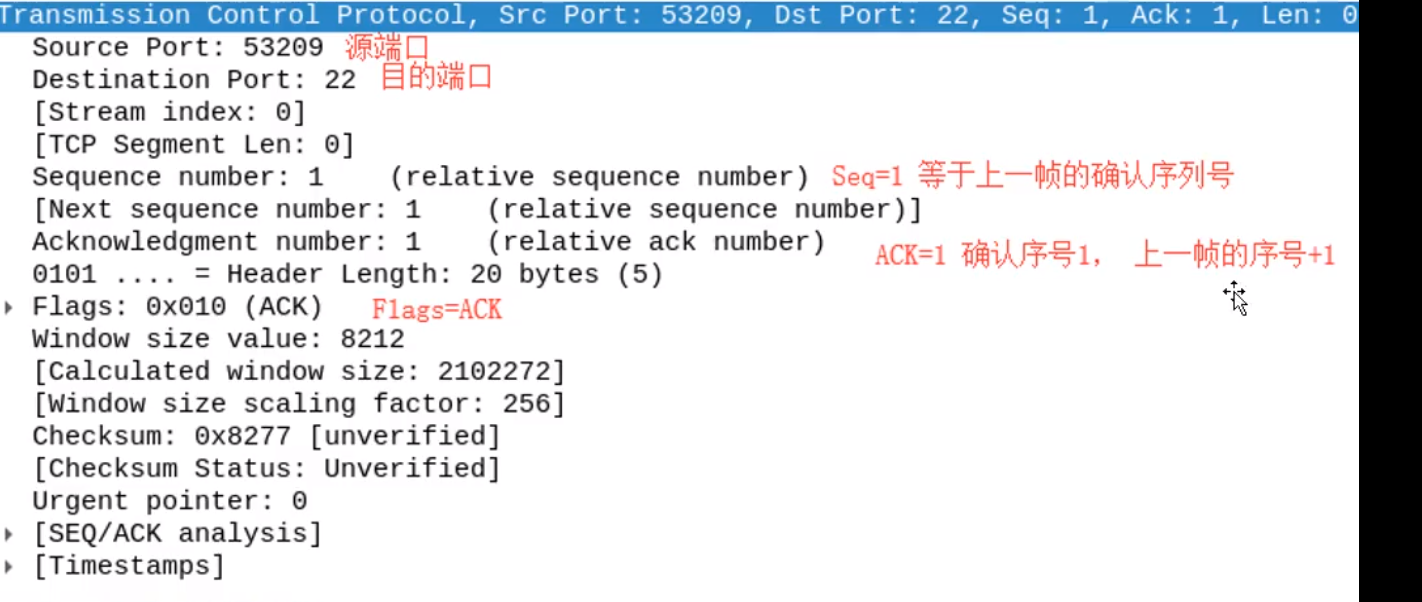 Transmission Control Protocol, Src Port: 53209, Dst Port: 22, Seq: 1, Ack: 1, Len: 0
Source Port: 53209 源端口
Destination Port: 22 目的端口
[Stream index: 0]
[TCP Segment Len: 0]
Sequence number: 1    (relative sequence number) Seq=1 等于上一帧的确认序列号
[Next sequence number: 1    (relative sequence number)]
Acknowledgment number: 1    (relative ack number) ACK=1 确认序号1, 上一帧的序号+1
0101 .... = Header Length: 20 bytes (5)
Flags: 0x010 (ACK) Flags=ACK
Window size value: 8212
[Calculated window size: 2102272]
[Window size scaling factor: 256]
Checksum: 0x8277 [unverified]
[Checksum Status: Unverified]
Urgent pointer: 0
[SEQ/ACK analysis]
[Timestamps]